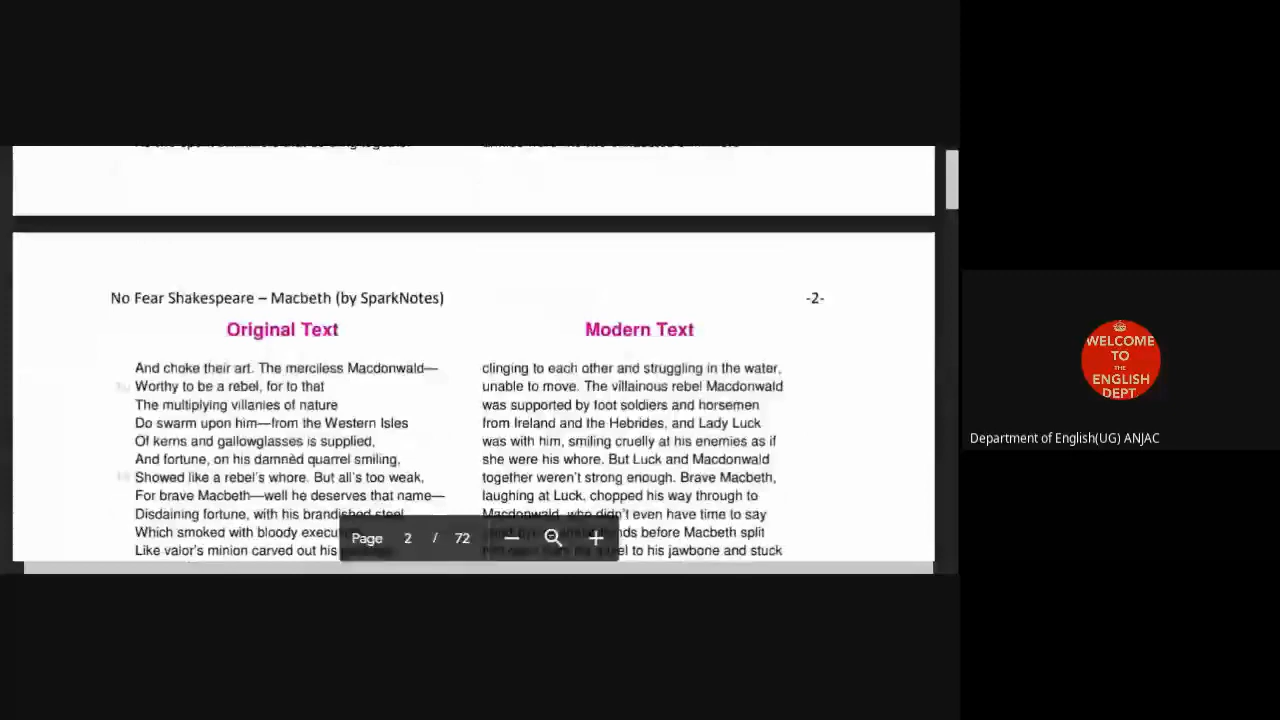 No Fear Shakespeare – Macbeth (by SparkNotes)
-2-
Original Text
And choke their art. The merciless Macdonwald—
Worthy to be a rebel, for to that
The multiplying villanies of nature
Do swarm upon him—from the Western Isles
Of kerns and gallowglasses is supplied,
And fortune, on his damnèd quarrel smiling,
Showed like a rebel's whore. But all's too weak,
For brave Macbeth—well he deserves that name—
Disdaining fortune, with his brandished steel,
Which smoked with bloody
Like valor's minion carved out his
Modern Text
clinging to each other and struggling in the water,
unable to move. The villainous rebel Macdonwald
was supported by foot soldiers and horsemen
from Ireland and the Hebrides, and Lady Luck
was with him, smiling cruelly at his enemies as if
she were his whore. But Luck and Macdonwald
together weren't strong enough. Brave Macbeth,
laughing at Luck, chopped his way through to
Macdonwald, who didn't even have time to say
before Macbeth split
to his jawbone and stuck
Page 2 / 72
WELCOME
TO
THE
ENGLISH
DEPT
Department of English(UG) ANJAC